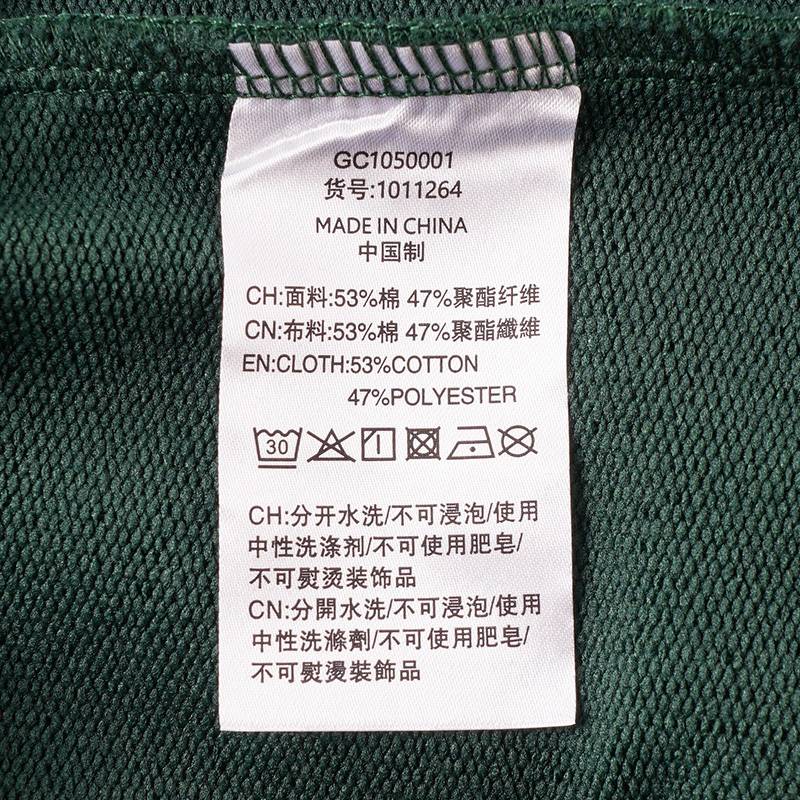 GC1050001
货号:1011264
MADE IN CHINA
中国制
CH:面料:53%棉 47%聚酯纤维
CN:布料:53%棉 47%聚酯纖維
EN:CLOTH:53%COTTON
47%POLYESTER
30
CH:分开水洗/不可浸泡/使用
中性洗涤剂/不可使用肥皂/
不可熨烫装饰品
CN:分開水洗/不可浸泡/使用
中性洗滌劑/不可使用肥皂/
不可熨燙裝飾品